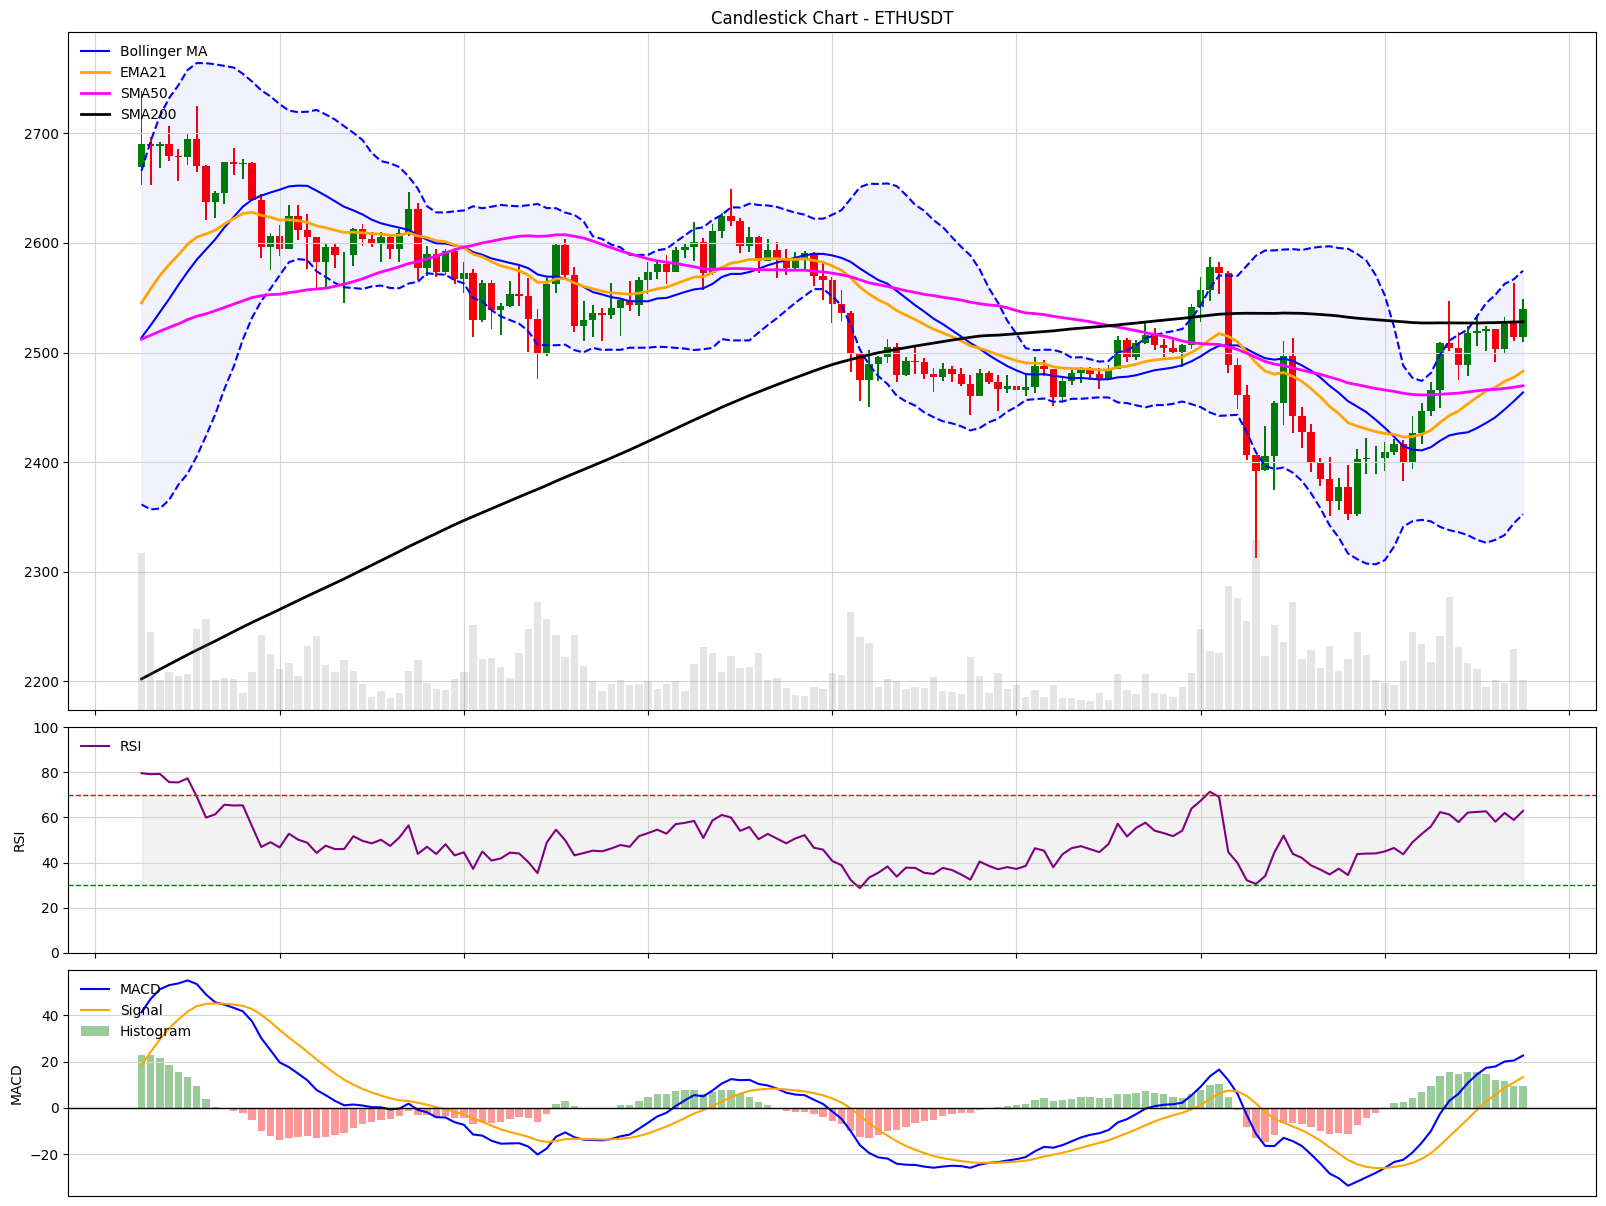 Candlestick Chart - ETHUSDT
Bollinger MA
EMA21
SMA50
SMA200
2700
2600
2500
2400
2300
2200
RSI
100
80
60
40
20
0
RSI
MACD
Signal
Histogram
40
20
0
−20
MACD